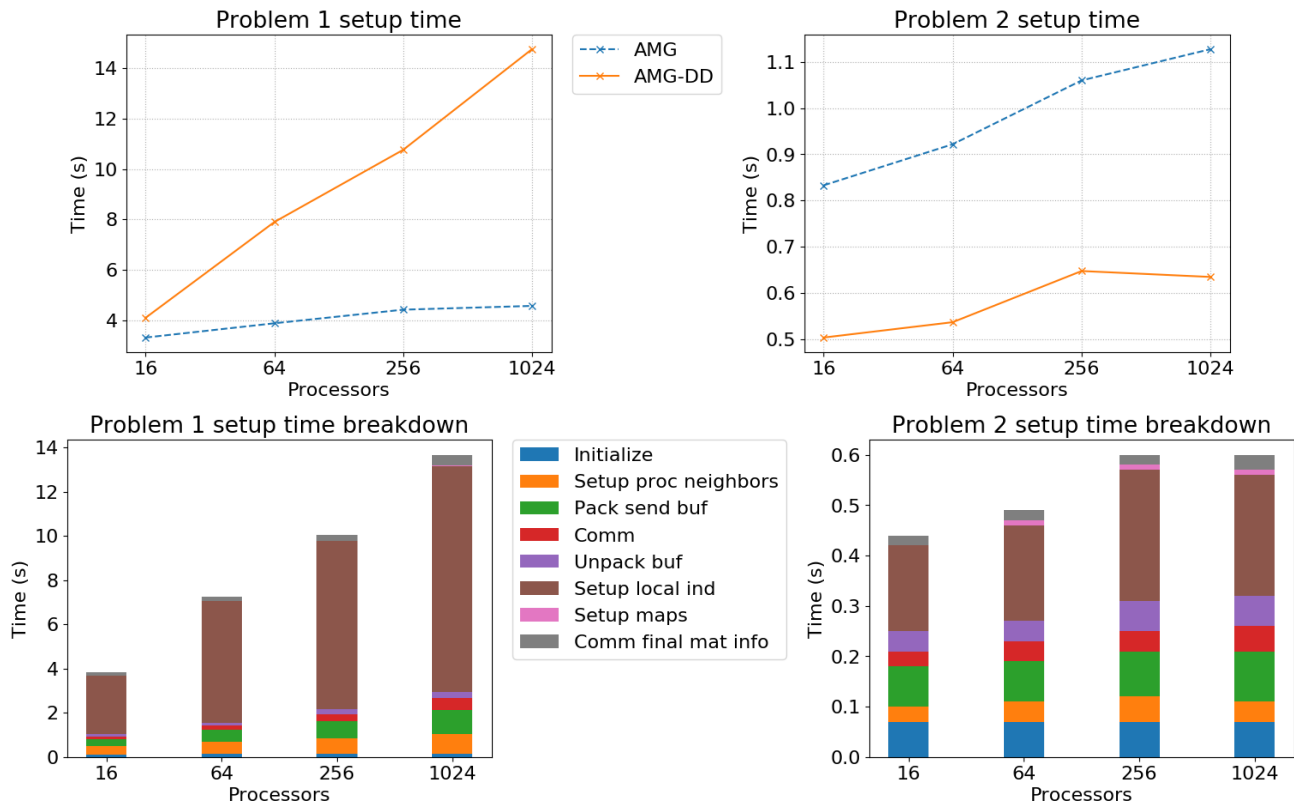 Problem 1 setup time
14
12
10
8
6
4
Time (s)
16 64 256 1024
Processors
AMG
AMG-DD
Problem 2 setup time
1.1
1.0
0.9
0.8
0.7
0.6
0.5
Time (s)
16 64 256 1024
Processors
Problem 1 setup time breakdown
14
12
10
8
6
4
2
0
Time (s)
16 64 256 1024
Processors
Initialize
Setup proc neighbors
Pack send buf
Comm
Unpack buf
Setup local ind
Setup maps
Comm final mat info
Problem 2 setup time breakdown
0.6
0.5
0.4
0.3
0.2
0.1
0.0
Time (s)
16 64 256 1024
Processors